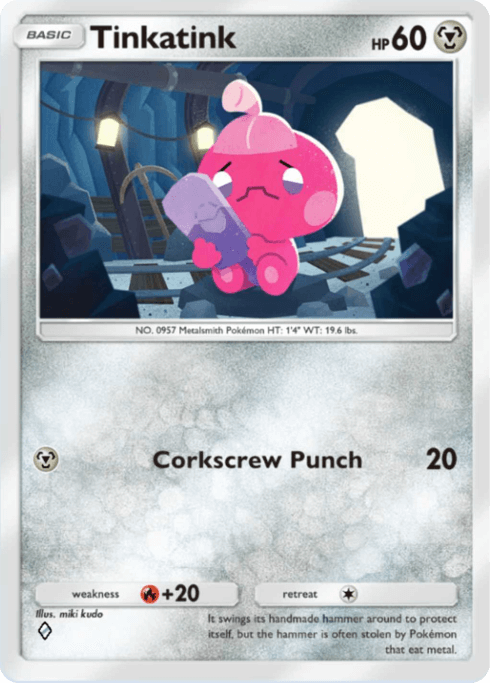 BASIC Tinkatink HP 60
NO. 0957 Metalsmith Pokémon HT: 1'4" WT: 19.6 lbs.
Corkscrew Punch 20
weakness +20 retreat
Illus. miki kudo
It swings its handmade hammer around to protect
itself, but the hammer is often stolen by Pokémon
that eat metal.